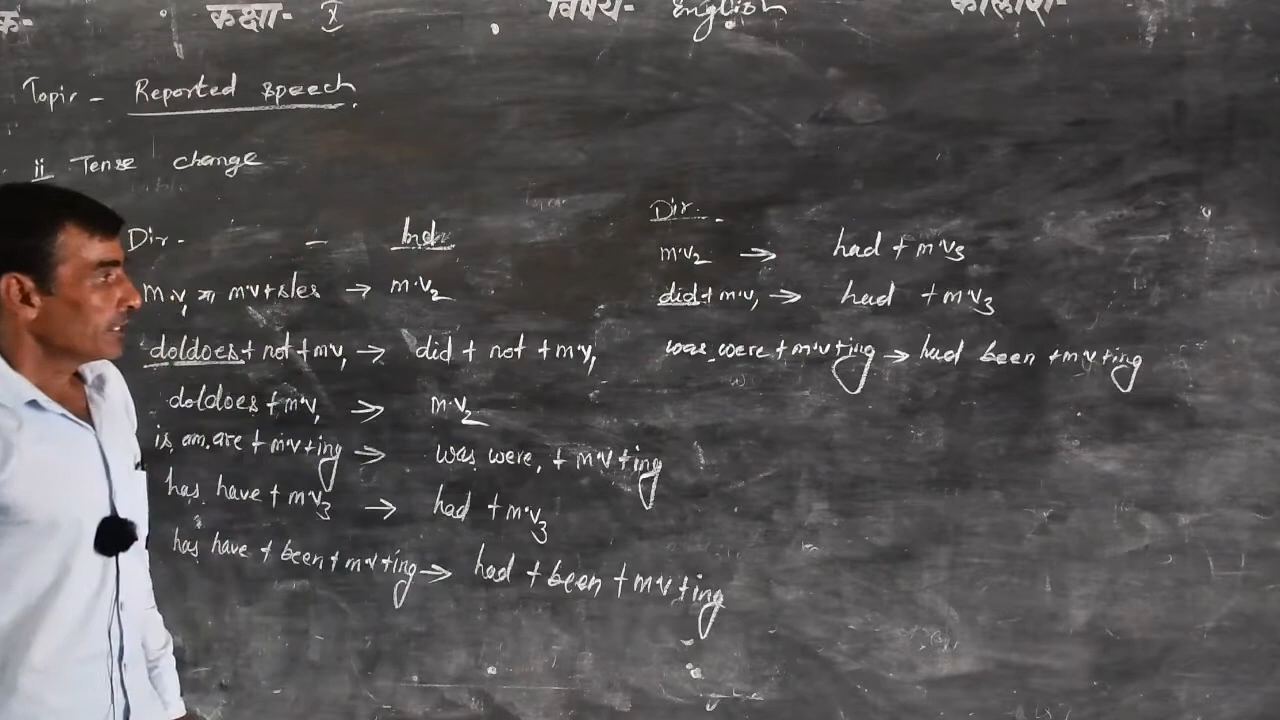 कक्षा- X विषय- English कालांश-
Topic - Reported speech.
ii Tense change
Dir - - Ind.
m.v₁ m.v+s/es → m.v₂
do/does + not + m.v₁ → did + not + m.v₁
do/does + m.v₁ → m.v₂
is, am, are + m.v+ing → was were, + m.v+ing
has, have + m.v₃ → had + m.v₃
has, have + been + m.v+ing → had + been + m.v+ing
Dir.
m.v₂ → had + m.v₃
did + m.v₁ → had + m.v₃
was, were + m.v+ing → had been + m.v+ing